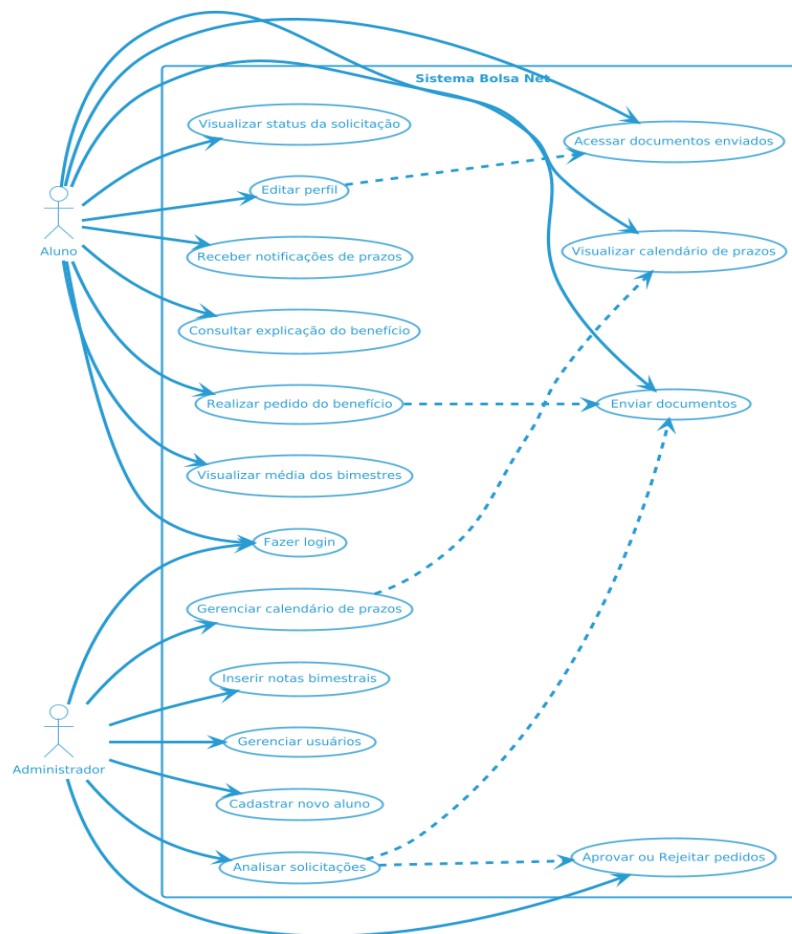 Sistema Bolsa Net
Visualizar status da solicitação
Acessar documentos enviados
Editar perfil
Aluno
Receber notificações de prazos
Visualizar calendário de prazos
Consultar explicação do benefício
Realizar pedido do benefício
Enviar documentos
Visualizar média dos bimestres
Fazer login
Gerenciar calendário de prazos
Inserir notas bimestrais
Gerenciar usuários
Administrador
Cadastrar novo aluno
Analisar solicitações
Aprovar ou Rejeitar pedidos